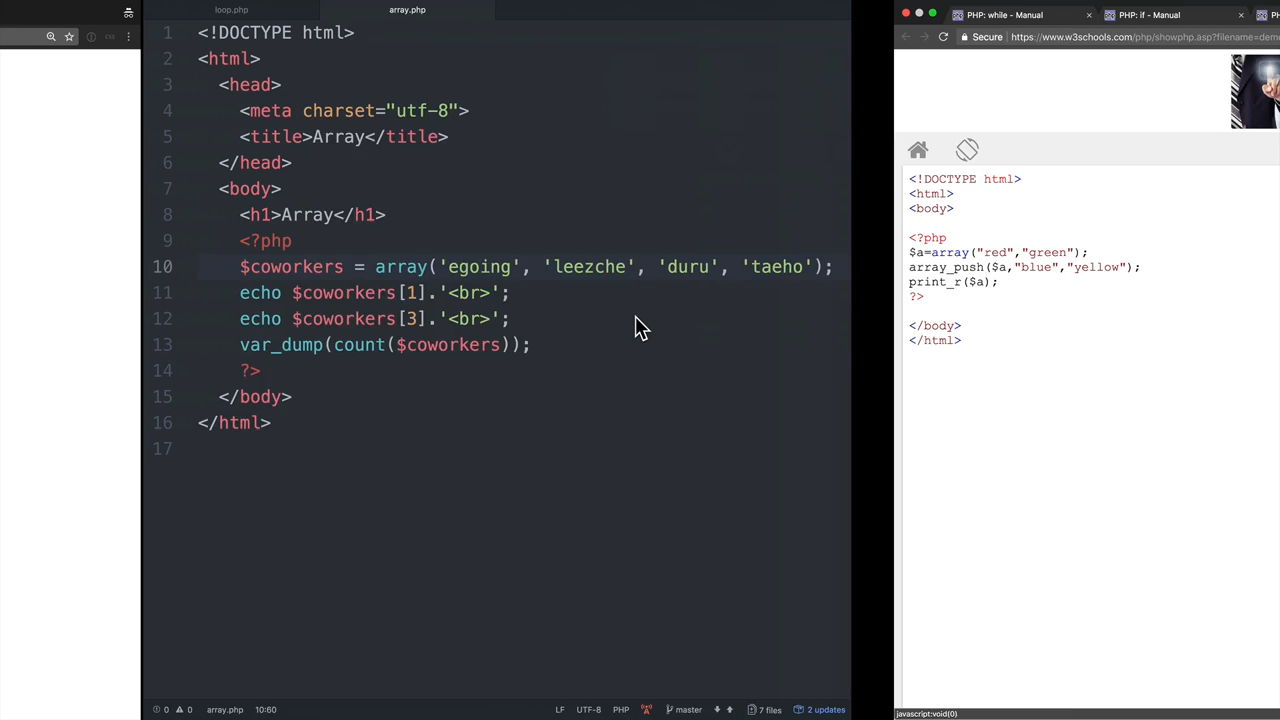 loop.php
array.php
1 <!DOCTYPE html>
2 <html>
3 <head>
4 <meta charset="utf-8">
5 <title>Array</title>
6 </head>
7 <body>
8 <h1>Array</h1>
9 <?php
10 $coworkers = array('egoing', 'leezche', 'duru', 'taeho');
11 echo $coworkers[1].'<br>';
12 echo $coworkers[3].'<br>';
13 var_dump(count($coworkers));
14 ?>
15 </body>
16 </html>
17
0 0 array.php 10:60 LF UTF-8 PHP master 7 files 2 updates
PHP: while - Manual
PHP: if - Manual
Secure https://www.w3schools.com/php/showphp.asp?filename=dem
<!DOCTYPE html>
<html>
<body>
<?php
$a=array("red","green");
array_push($a,"blue","yellow");
print_r($a);
?>
</body>
</html>
javascript:void(0)